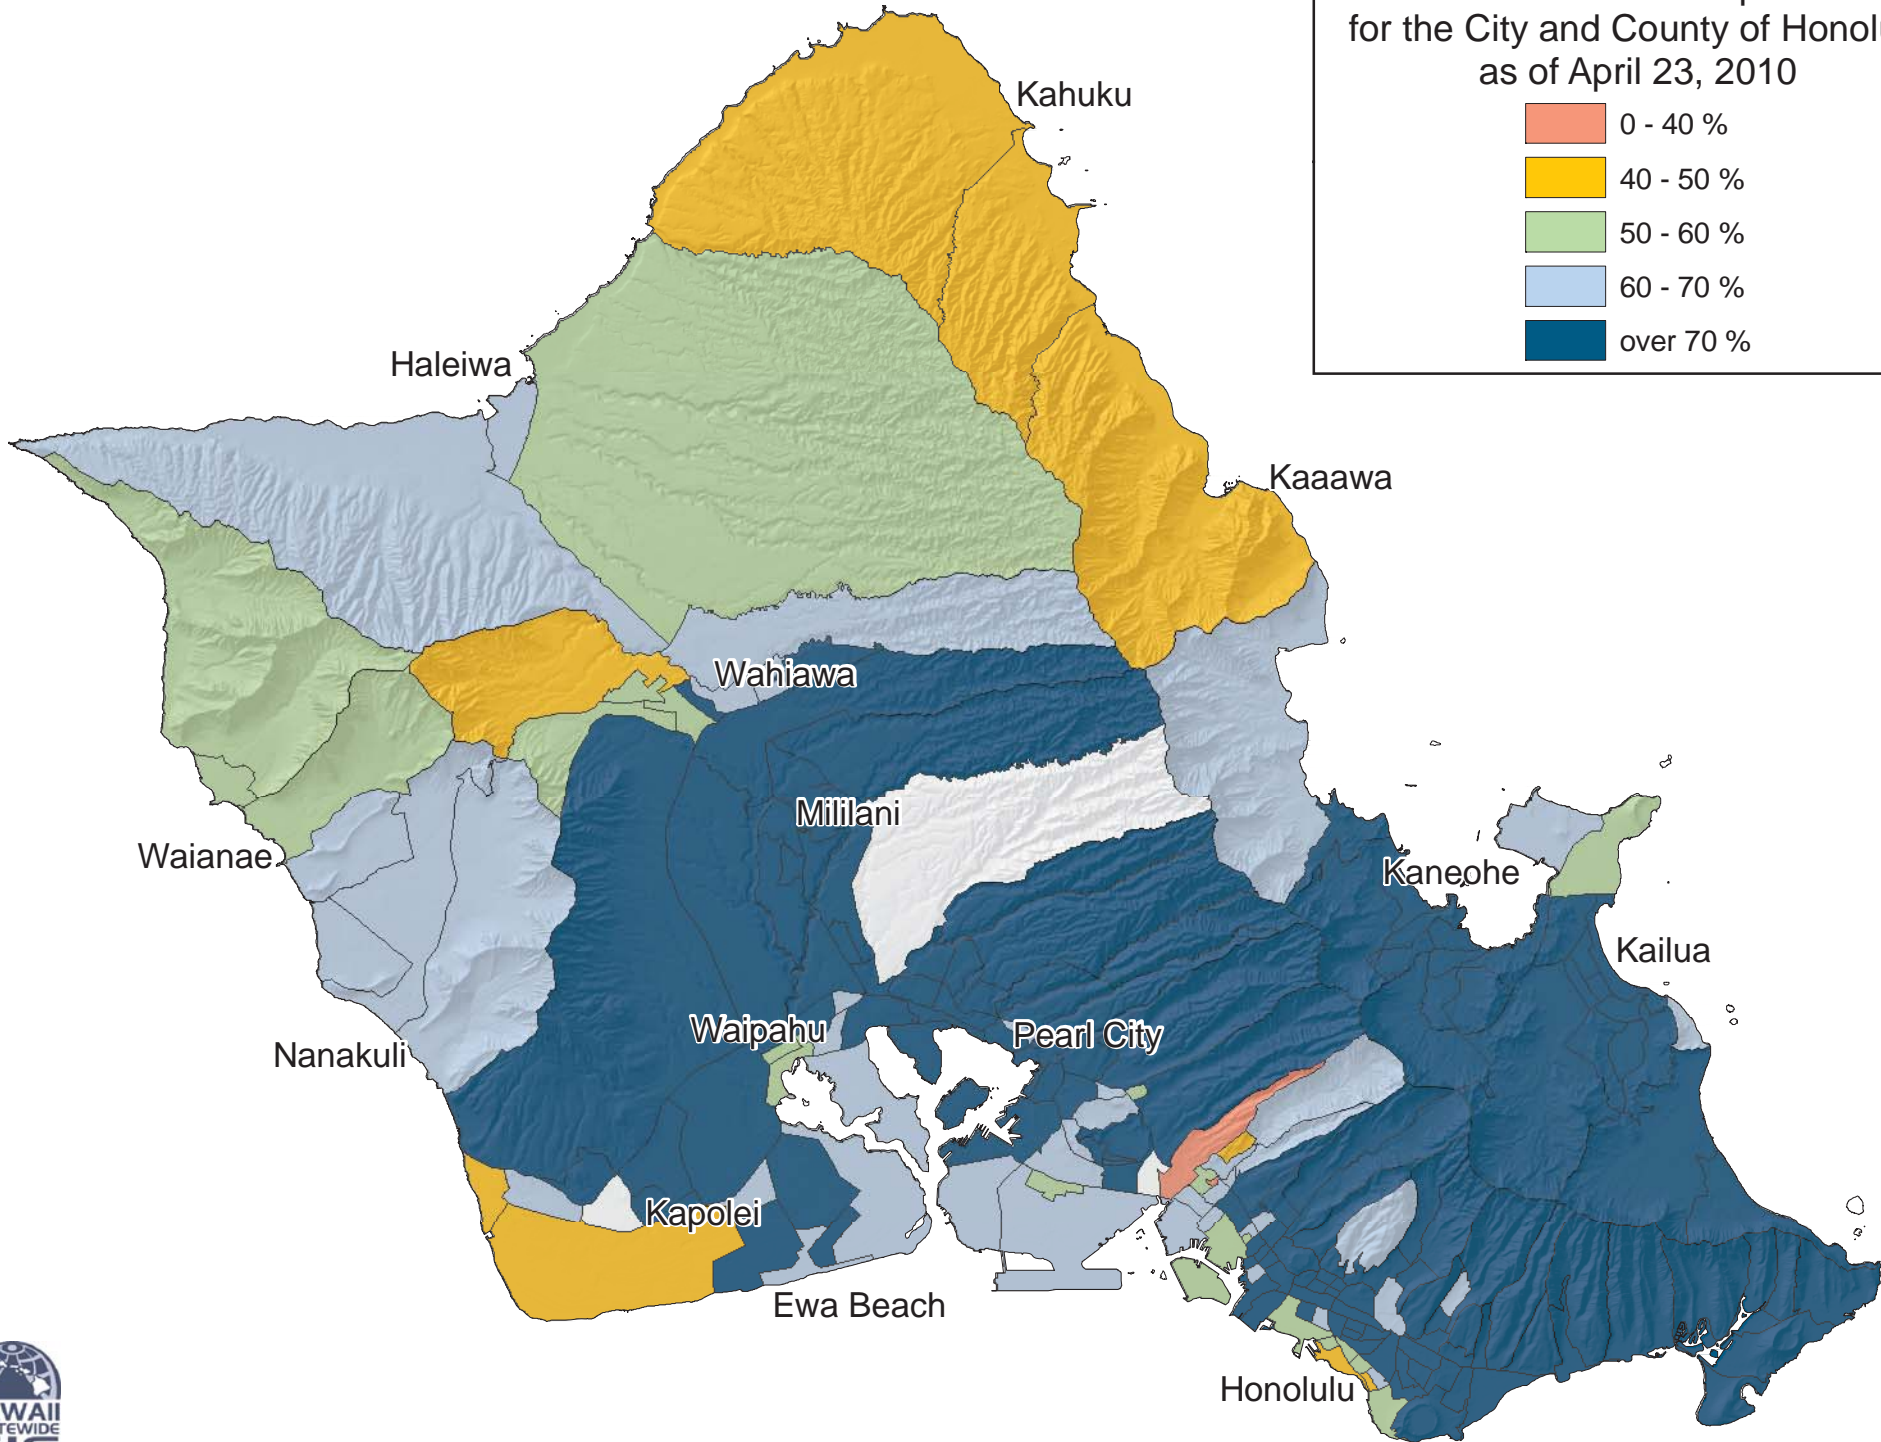 for the City and County of Honol
as of April 23, 2010
0 - 40 %
40 - 50 %
50 - 60 %
60 - 70 %
over 70 %
Kahuku
Haleiwa
Kaaawa
Wahiawa
Mililani
Waianae
Kaneohe
Kailua
Waipahu
Pearl City
Nanakuli
Kapolei
Ewa Beach
Honolulu
WAII
TEWIDE